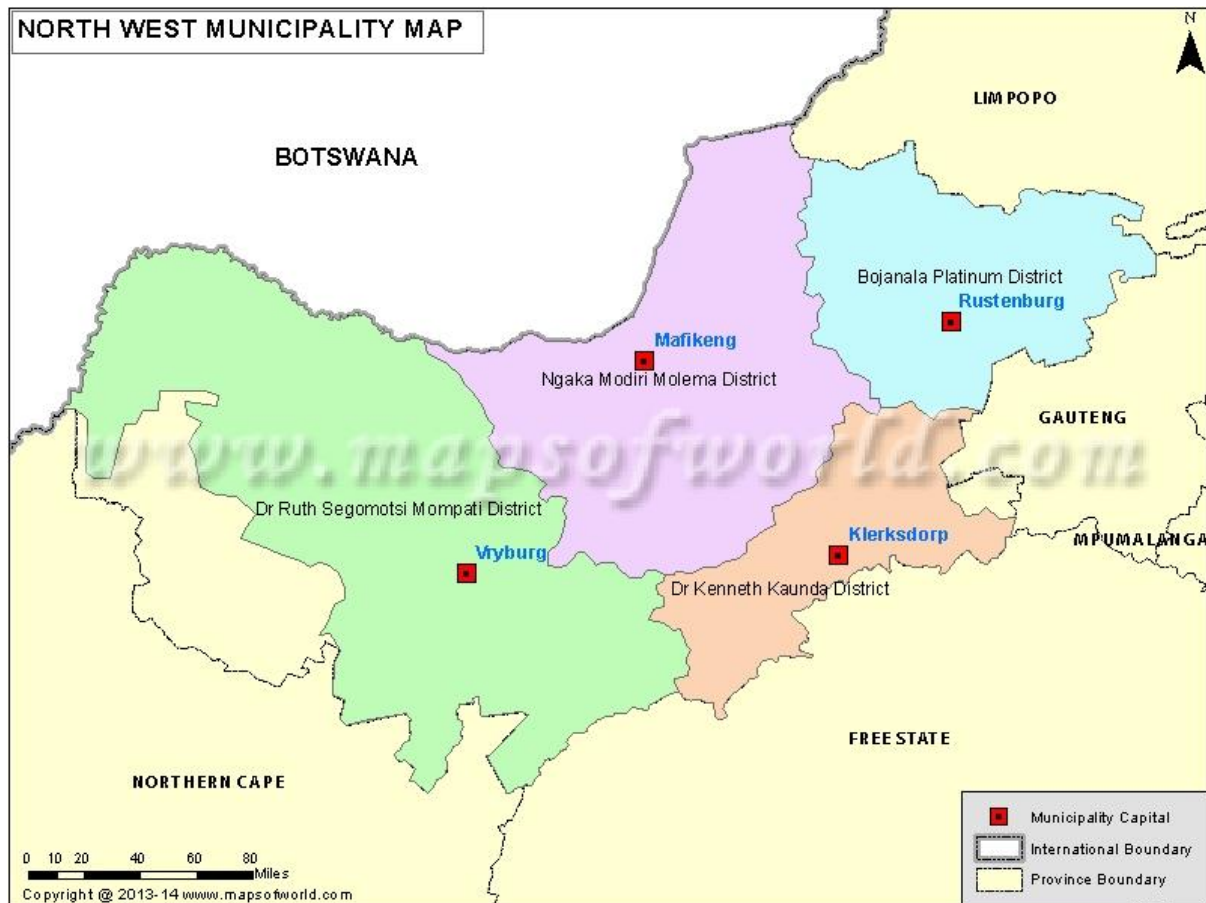 NORTH WEST MUNICIPALITY MAP
N
LIMPOPO
BOTSWANA
Bojanala Platinum District
Rustenburg
Mafikeng
Ngaka Modiri Molema District
GAUTENG
www.mapsofworld.com
Dr Ruth Segomotsi Mompati District
Vryburg
Klerksdorp
MPUMALANGA
Dr Kenneth Kaunda District
FREE STATE
NORTHERN CAPE
Municipality Capital
International Boundary
Province Boundary
0 10 20 40 60 80
Miles
Copyright @ 2013-14 www.mapsofworld.com